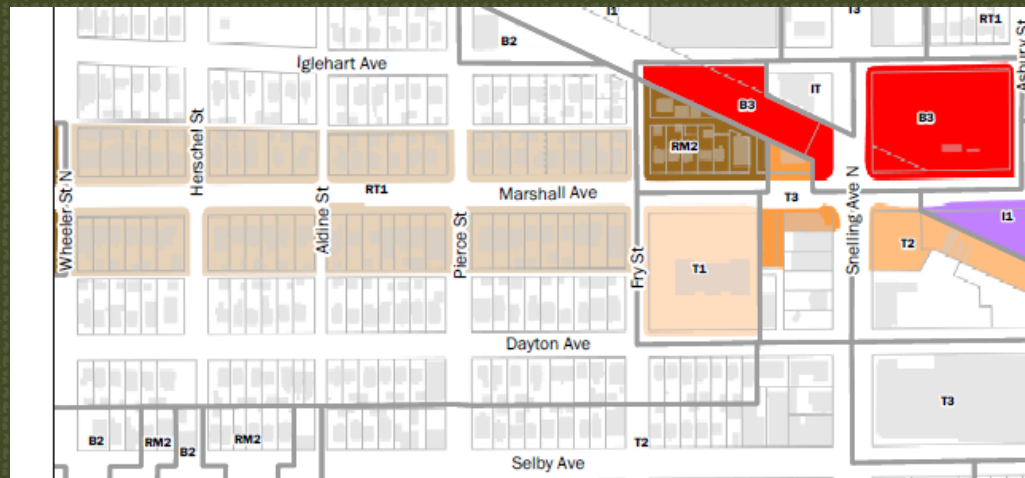 I1
T3
RT1
B2
Iglehart Ave
Asbury St
IT
B3
B3
Herschel St
RM2
RT1
Marshall Ave
T3
Snelling Ave N
Wheeler St N
Aldine St
Pierce St
Fry St
I1
T2
T1
Dayton Ave
T3
B2
RM2
B2
RM2
T2
Selby Ave